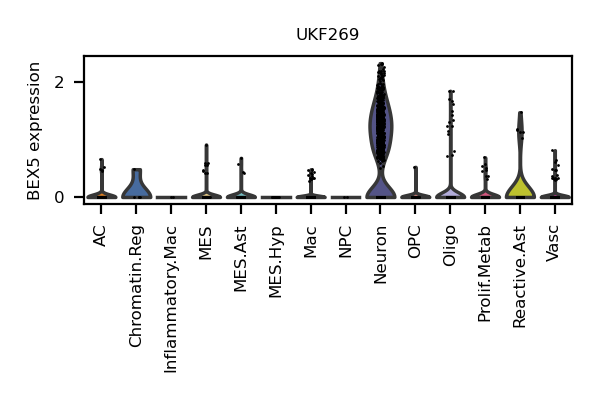 UKF269
BEX5 expression
2
0
AC
Chromatin.Reg
Inflammatory.Mac
MES
MES.Ast
MES.Hyp
Mac
NPC
Neuron
OPC
Oligo
Prolif.Metab
Reactive.Ast
Vasc